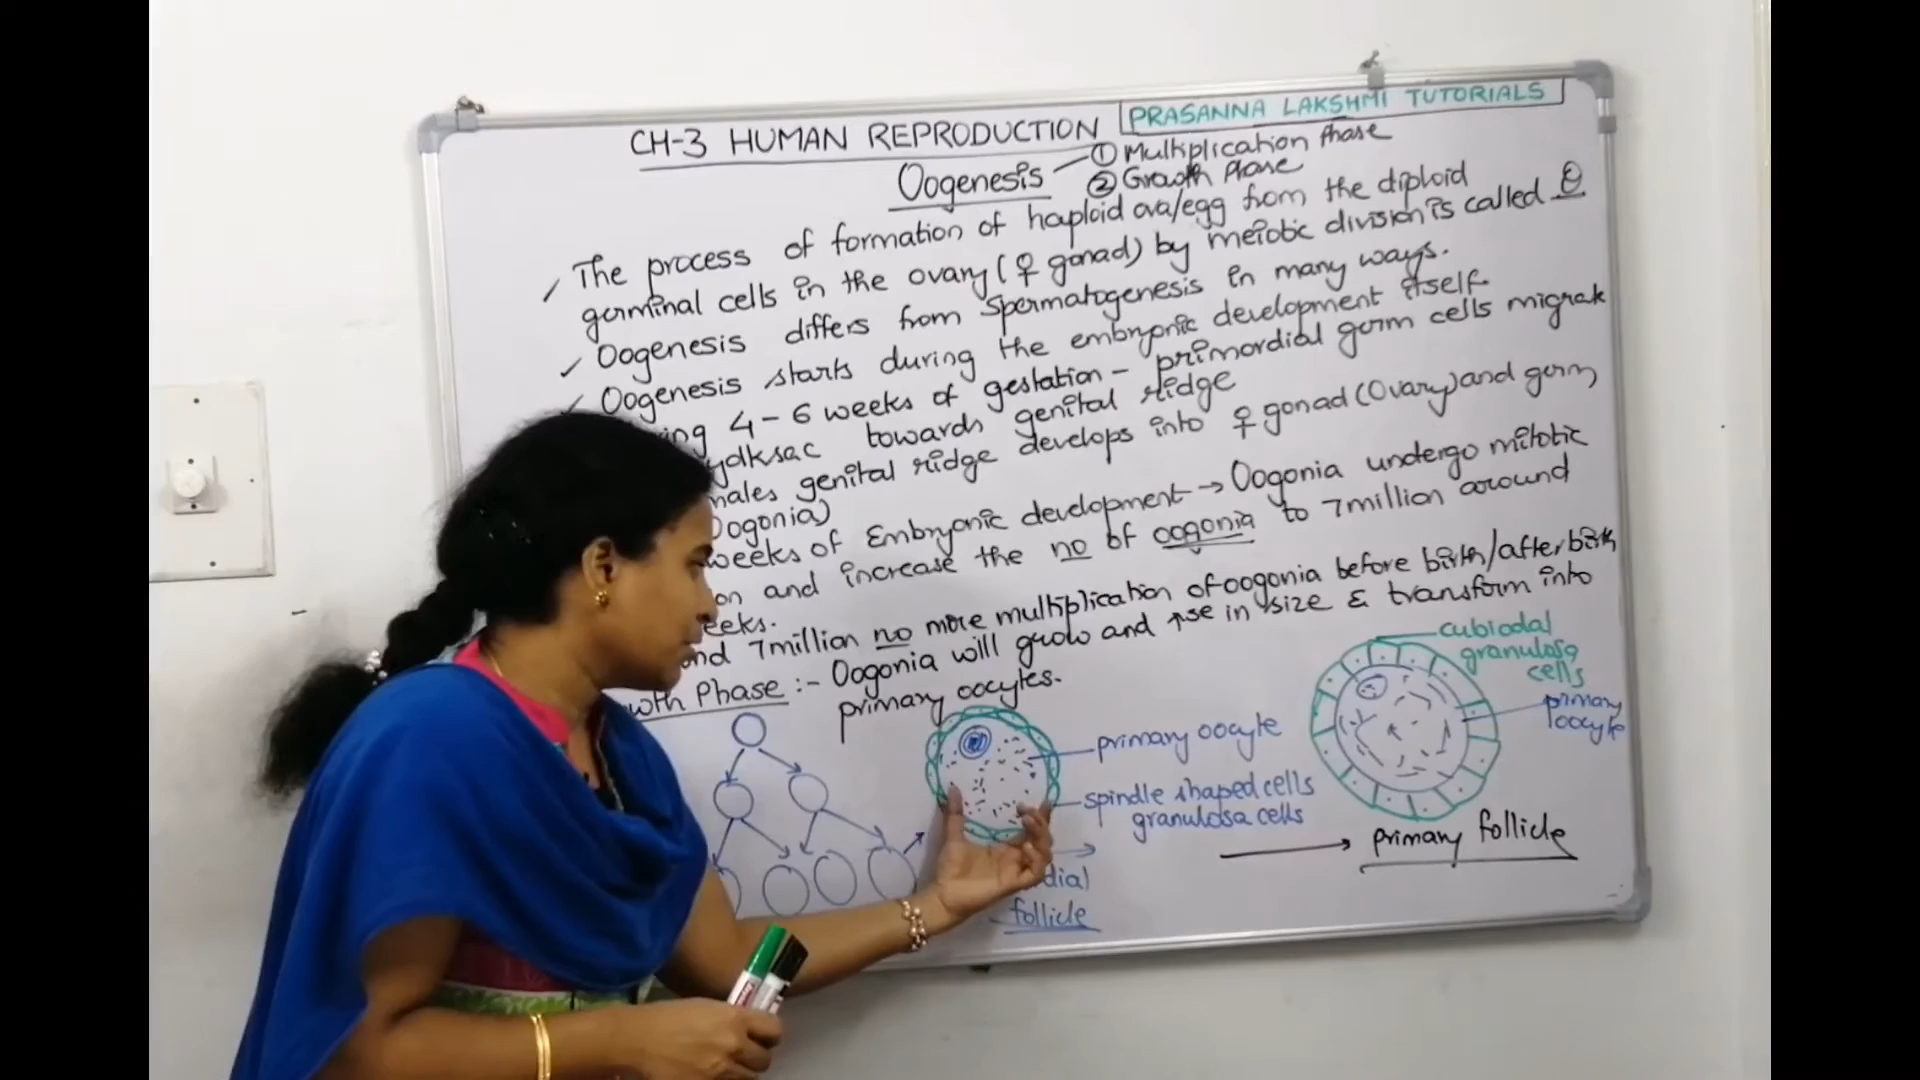 PRASANNA LAKSHMI TUTORIALS
CH-3 HUMAN REPRODUCTION
① Multiplication Phase
Oogenesis
② Growth Phase
The process of formation of haploid ova/egg from the diploid
germinal cells in the ovary (♀ gonad) by meiotic division is called
Oogenesis differs from Spermatogenesis in many ways.
Oogenesis starts during the embryonic development itself.
4-6 weeks of gestation - primordial germ cells migrate
towards genital ridge
genital ridge develops into ♀ gonad (Ovary) and germ
oogonia)
weeks of Embryonic development → Oogonia undergo mitotic
and increase the no of oogonia to 7 million around
7 million no more multiplication of oogonia before birth/after birth
Phase :- Oogonia will grow and ↑se in size & transform into
primary oocytes.
primary oocyte
spindle shaped cells
granulosa cells
follicle
cubiodal
granulosa
cells
primary
oocyte
primary follicle